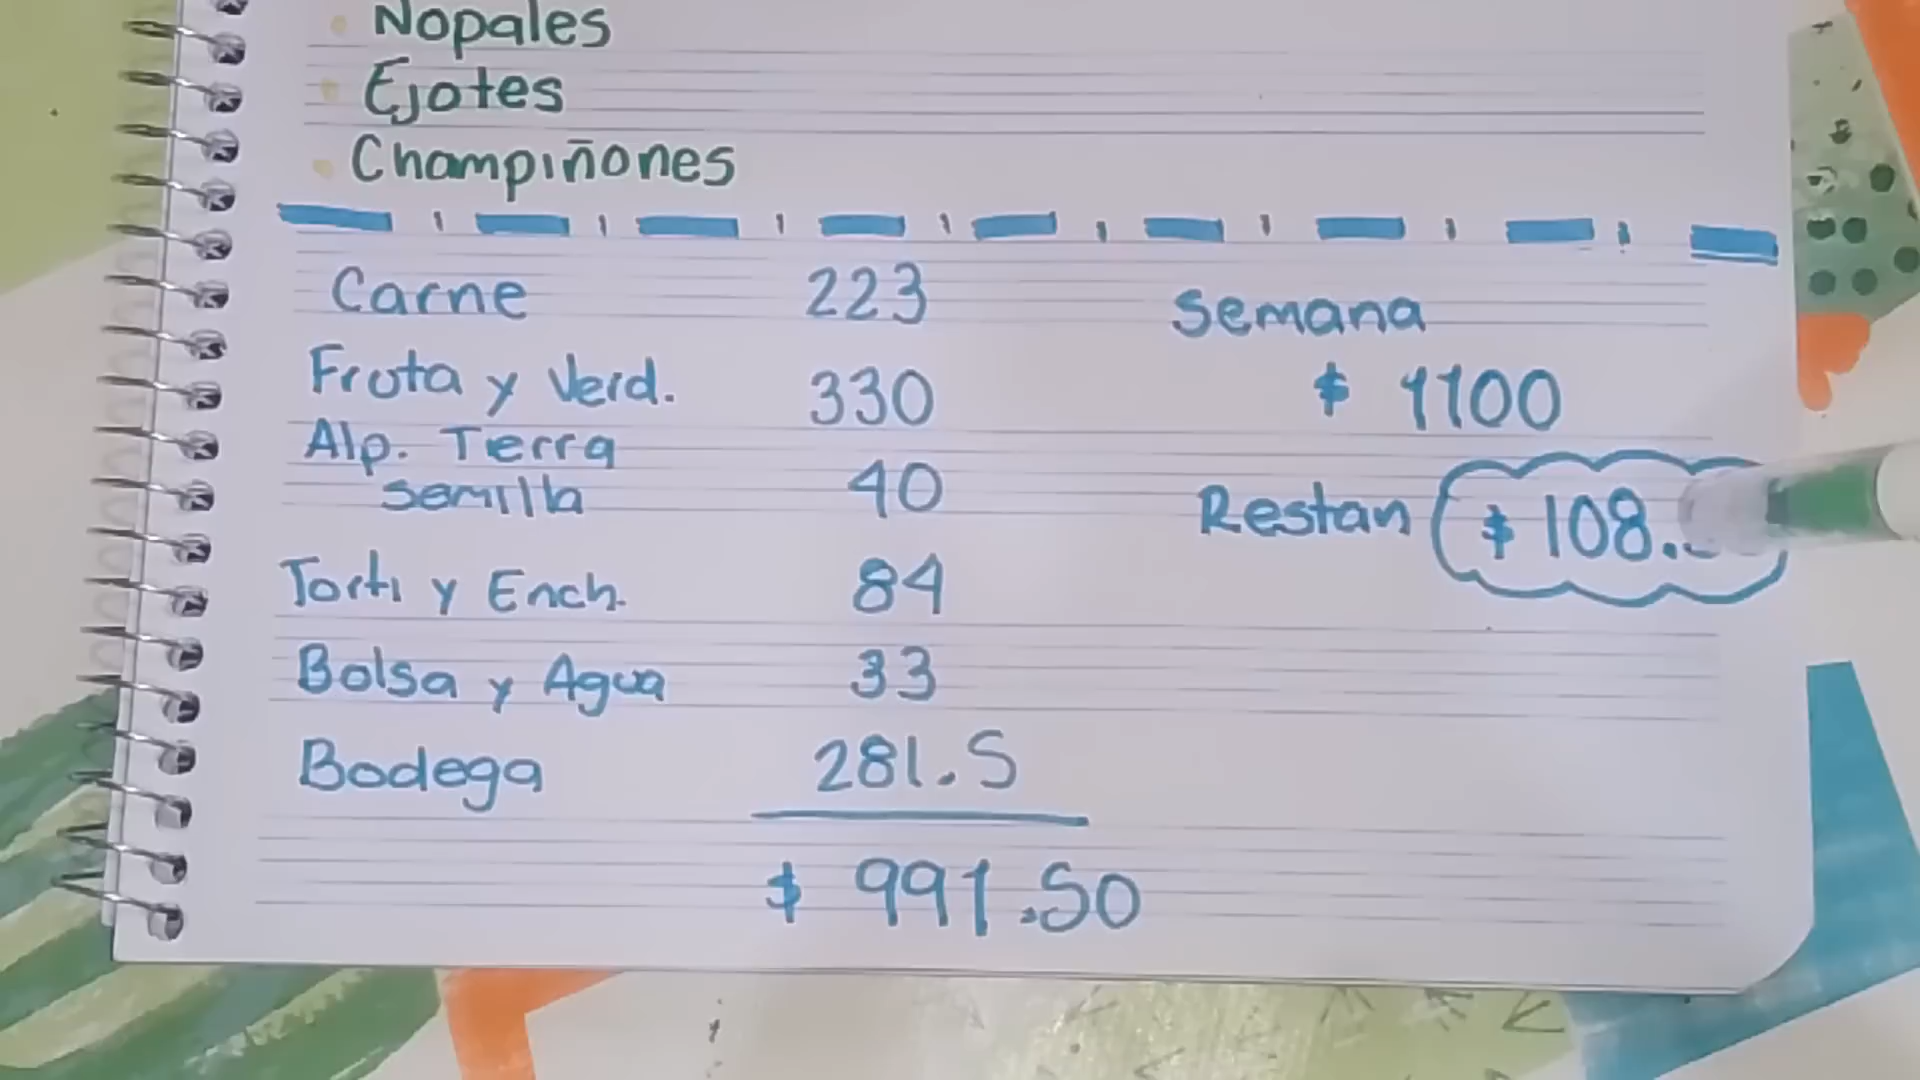 Nopales
Ejotes
Champiñones
Carne 223
Fruta y Verd. 330
Alp. Tierra
semilla 40
Torti y Ench. 84
Bolsa y Agua 33
Bodega 281.5
$ 991.50
Semana
$ 1100
Restan $ 108.